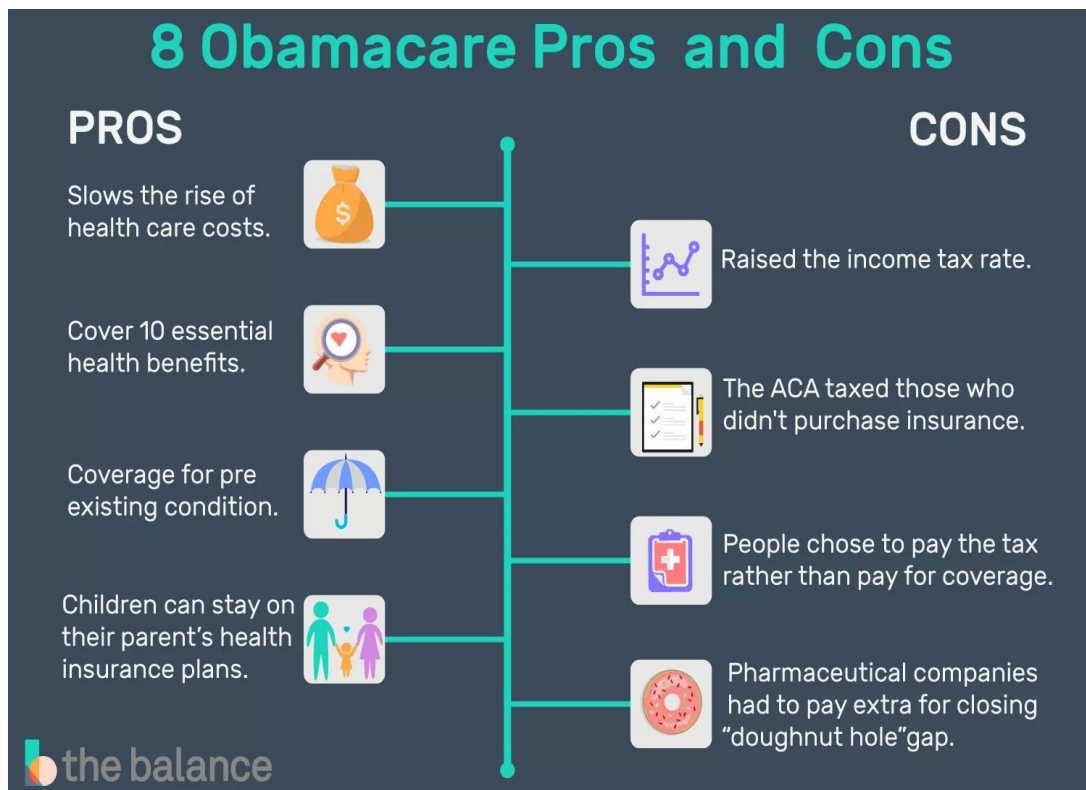 8 Obamacare Pros and Cons
PROS
Slows the rise of
health care costs.
Cover 10 essential
health benefits.
Coverage for pre
existing condition.
Children can stay on
their parent’s health
insurance plans.
CONS
Raised the income tax rate.
The ACA taxed those who
didn't purchase insurance.
People chose to pay the tax
rather than pay for coverage.
Pharmaceutical companies
had to pay extra for closing
“doughnut hole”gap.
$
the balance